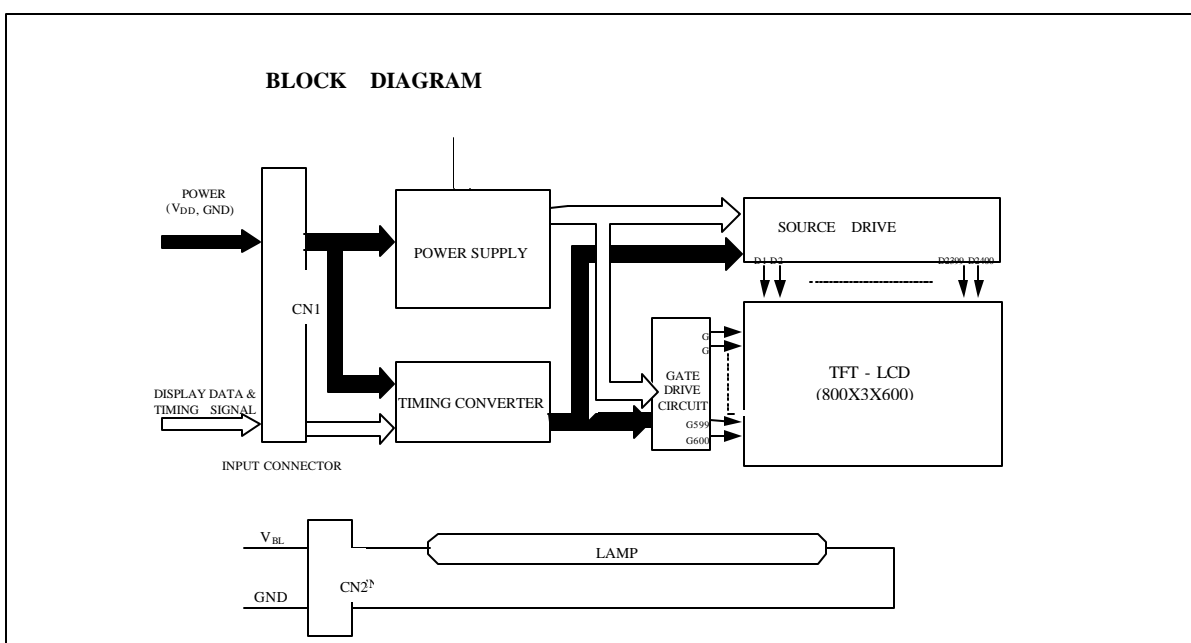 BLOCK DIAGRAM
POWER
(VDD, GND)
POWER SUPPLY
SOURCE DRIVE
D1 D2
D2399 D2400
CN1
G
G
GATE
DRIVE
CIRCUIT
G599
G600
TFT - LCD
(800X3X600)
DISPLAY DATA &
TIMING SIGNAL
TIMING CONVERTER
INPUT CONNECTOR
VBL
LAMP
CN2
GND